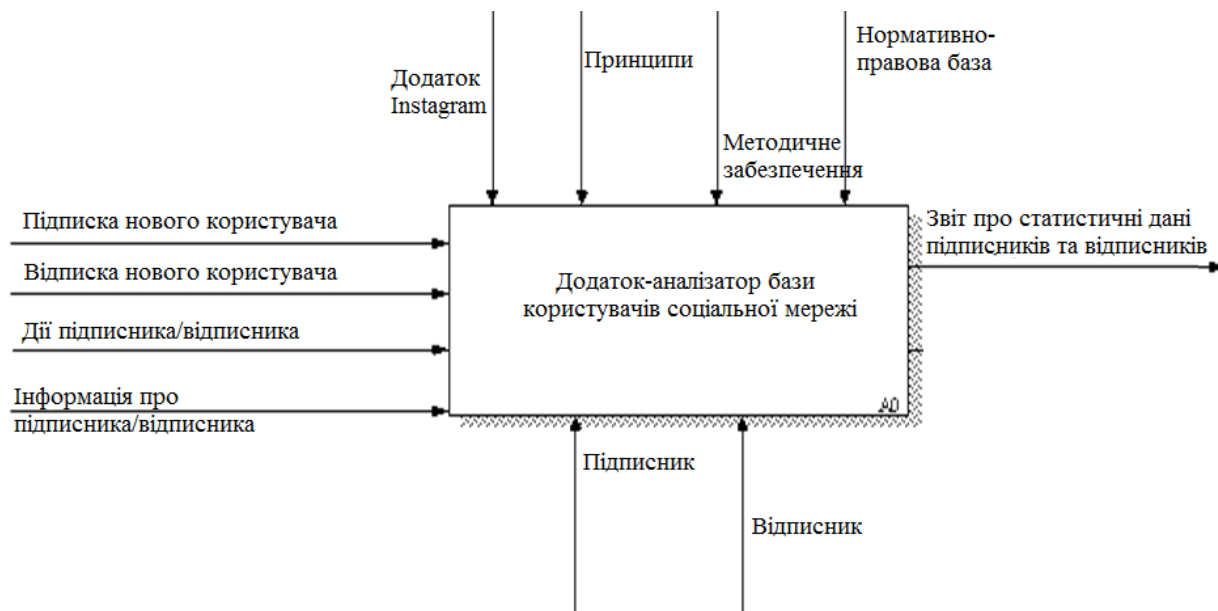 Додаток
Instagram
Принципи
Методичне
забезпечення
Нормативно-
правова база
Підписка нового користувача
Відписка нового користувача
Дії підписника/відписника
Інформація про
підписника/відписника
Додаток-аналізатор бази
користувачів соціальної мережі
A0
Звіт про статистичні дані
підписників та відписників
Підписник
Відписник